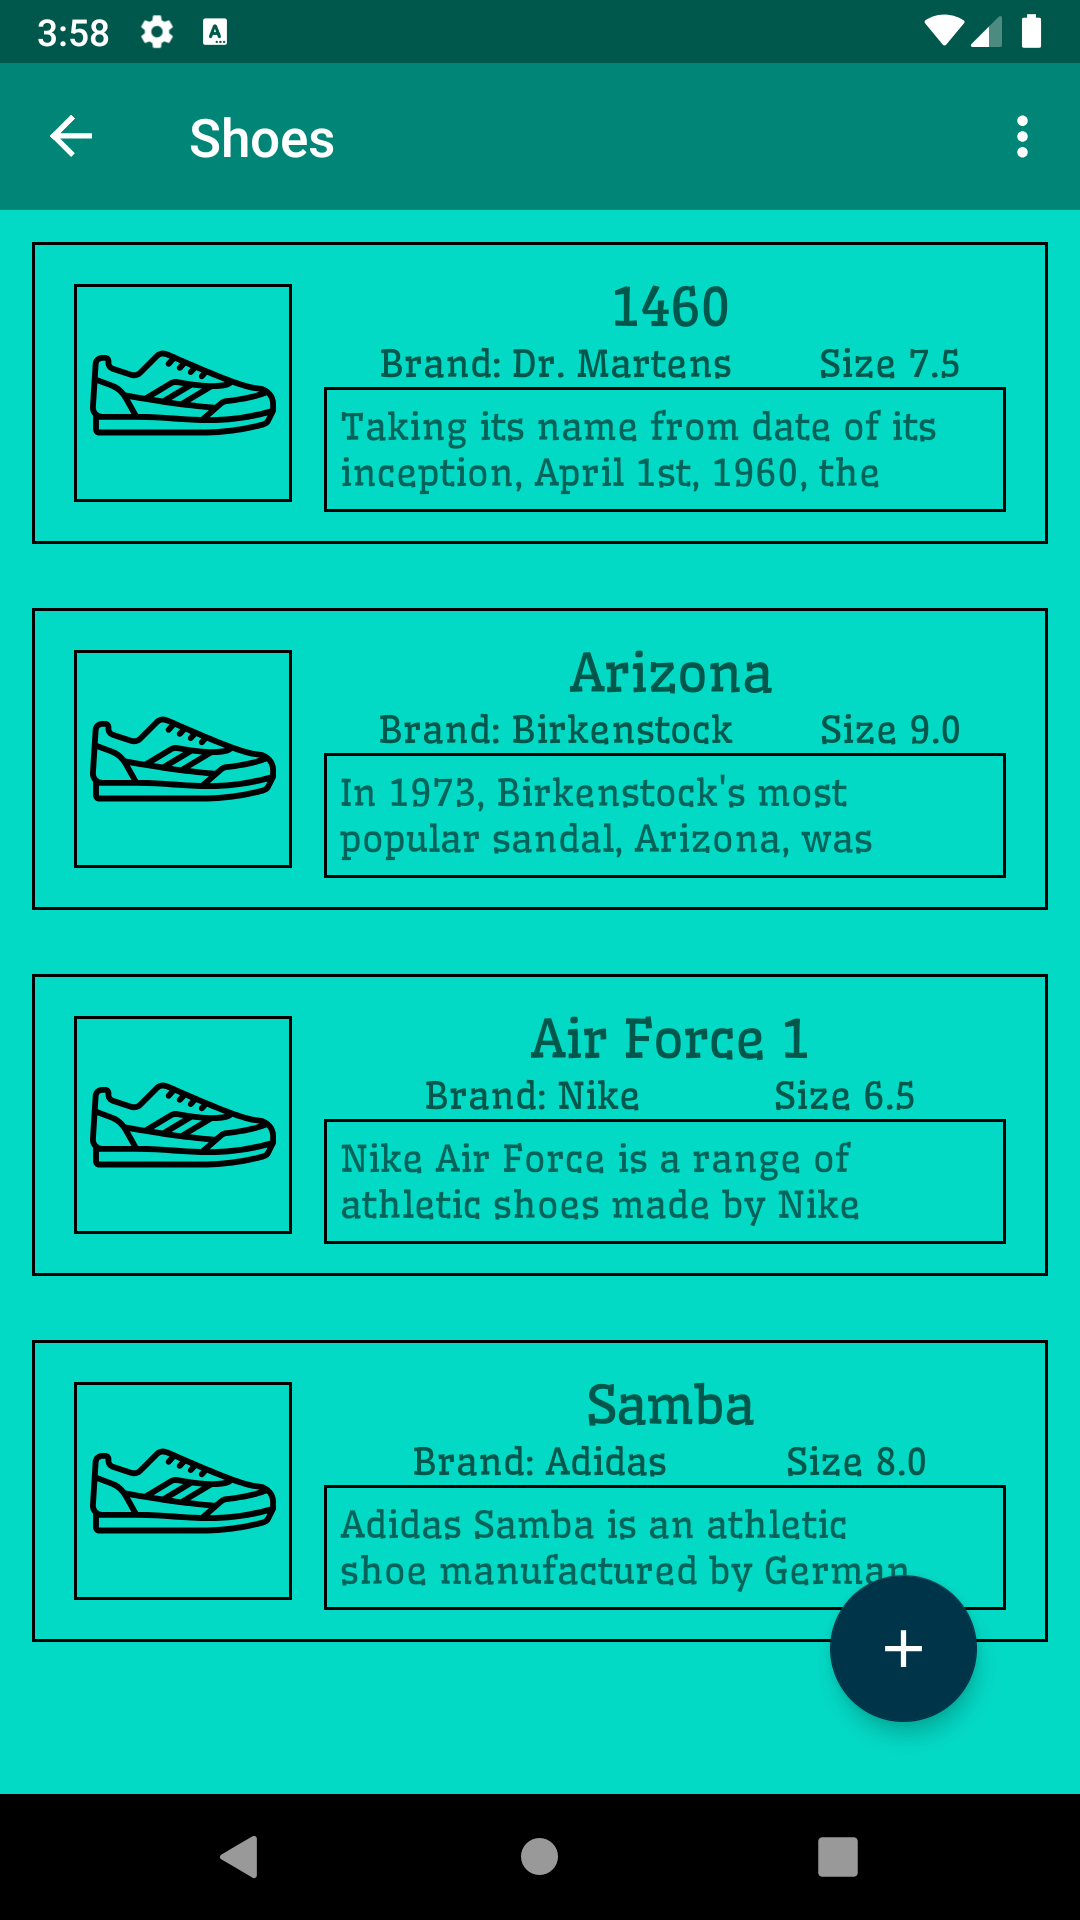 3:58
Shoes
1460
Brand: Dr. Martens Size 7.5
Taking its name from date of its
inception, April 1st, 1960, the
Arizona
Brand: Birkenstock Size 9.0
In 1973, Birkenstock's most
popular sandal, Arizona, was
Air Force 1
Brand: Nike Size 6.5
Nike Air Force is a range of
athletic shoes made by Nike
Samba
Brand: Adidas Size 8.0
Adidas Samba is an athletic
shoe manufactured by German